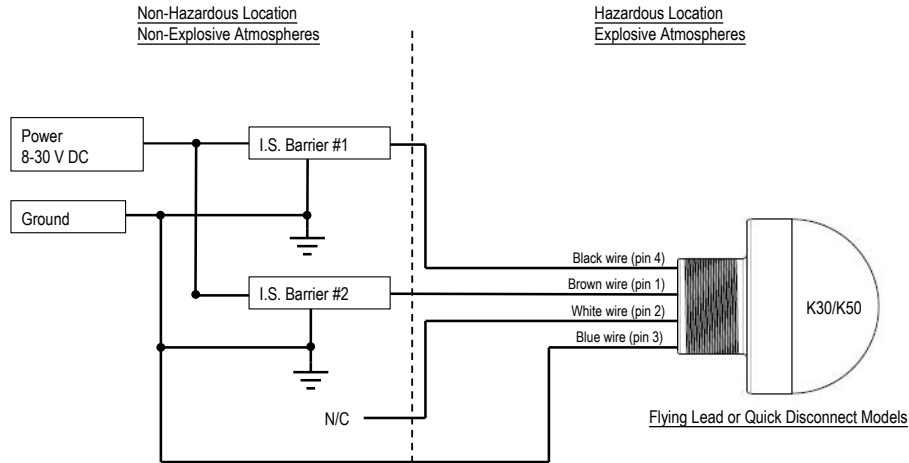 Non-Hazardous Location
Non-Explosive Atmospheres
Hazardous Location
Explosive Atmospheres
Power
8-30 V DC
I.S. Barrier #1
Ground
I.S. Barrier #2
Black wire (pin 4)
Brown wire (pin 1)
White wire (pin 2)
Blue wire (pin 3)
K30/K50
N/C
Flying Lead or Quick Disconnect Models